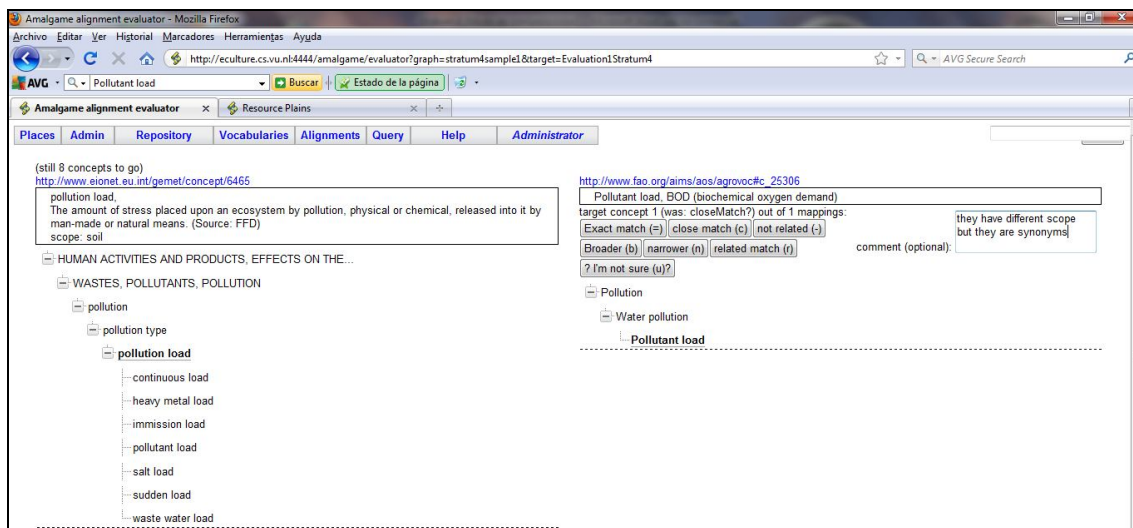 Amalgame alignment evaluator - Mozilla Firefox
Archivo Editar Ver Historial Marcadores Herramientas Ayuda
http://eculture.cs.vu.nl:4444/amalgame/evaluator?graph=stratum4sample1&target=Evaluation1Stratum4
AVG Secure Search
AVG Pollutant load Buscar Estado de la página
Amalgame alignment evaluator Resource Plains
Places Admin Repository Vocabularies Alignments Query Help Administrator
(still 8 concepts to go)
http://www.eionet.eu.int/gemet/concept/6465
pollution load,
The amount of stress placed upon an ecosystem by pollution, physical or chemical, released into it by
man-made or natural means. (Source: FFD)
scope: soil
HUMAN ACTIVITIES AND PRODUCTS, EFFECTS ON THE...
WASTES, POLLUTANTS, POLLUTION
pollution
pollution type
pollution load
continuous load
heavy metal load
immission load
pollutant load
salt load
sudden load
waste water load
http://www.fao.org/aims/aos/agrovoc#c_25306
Pollutant load, BOD (biochemical oxygen demand)
target concept 1 (was: closeMatch?) out of 1 mappings:
Exact match (=) close match (c) not related (-)
Broader (b) narrower (n) related match (r)
? I'm not sure (u)?
comment (optional):
they have different scope
but they are synonyms
Pollution
Water pollution
Pollutant load